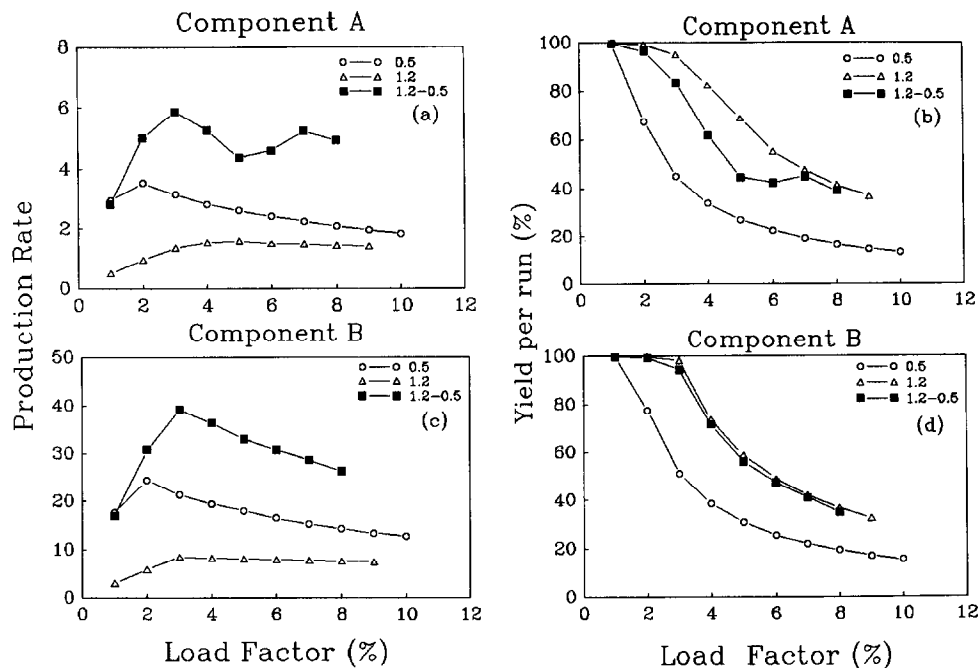 Component A
Production Rate
8
6
4
2
0
0 2 4 6 8 10 12
0.5
1.2
1.2-0.5
(a)
Component A
Yield per run (%)
100
80
60
40
20
0
0 2 4 6 8 10 12
0.5
1.2
1.2-0.5
(b)
Component B
50
40
30
20
10
0
0 2 4 6 8 10 12
0.5
1.2
1.2-0.5
(c)
Load Factor (%)
Component B
100
80
60
40
20
0
0 2 4 6 8 10 12
0.5
1.2
1.2-0.5
(d)
Load Factor (%)